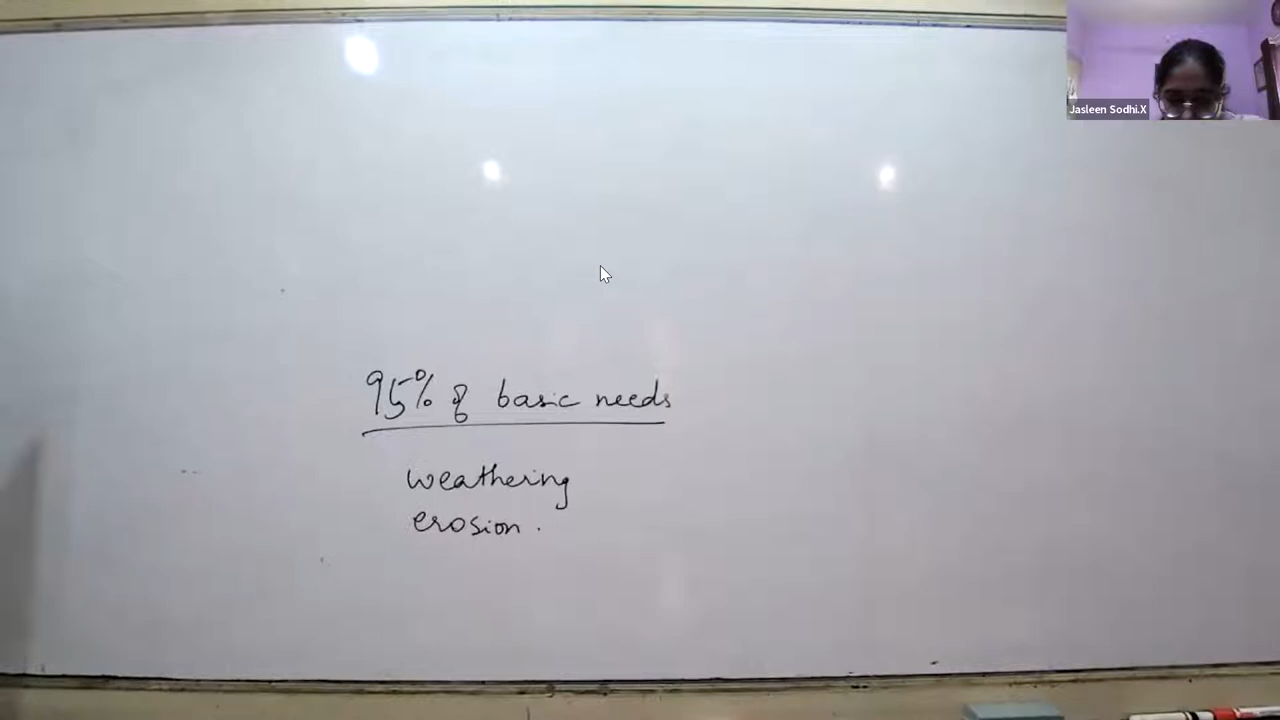 Jasleen Sodhi.X
95% of basic needs
weathering
erosion.